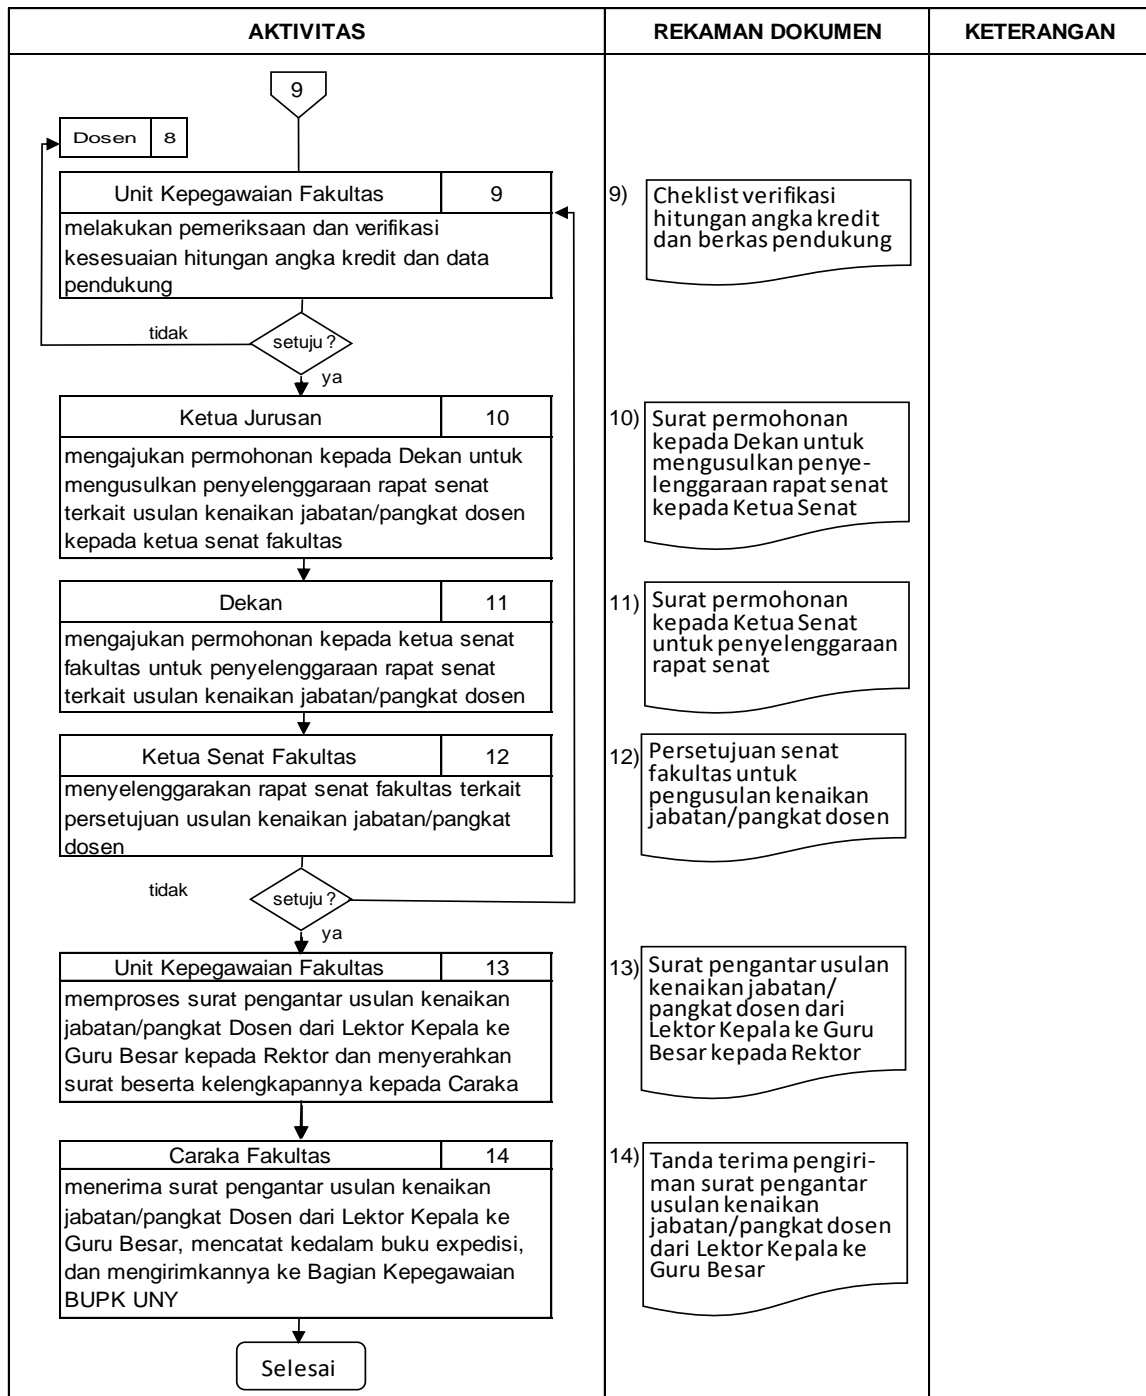 AKTIVITAS
REKAMAN DOKUMEN
KETERANGAN
9
Dosen 8
Unit Kepegawaian Fakultas 9
melakukan pemeriksaan dan verifikasi
kesesuaian hitungan angka kredit dan data
pendukung
tidak
setuju ?
ya
9)
Cheklist verifikasi
hitungan angka kredit
dan berkas pendukung
Ketua Jurusan 10
mengajukan permohonan kepada Dekan untuk
mengusulkan penyelenggaraan rapat senat
terkait usulan kenaikan jabatan/pangkat dosen
kepada ketua senat fakultas
10)
Surat permohonan
kepada Dekan untuk
mengusulkan penye-
lenggaraan rapat senat
kepada Ketua Senat
Dekan 11
mengajukan permohonan kepada ketua senat
fakultas untuk penyelenggaraan rapat senat
terkait usulan kenaikan jabatan/pangkat dosen
11)
Surat permohonan
kepada Ketua Senat
untuk penyelenggaraan
rapat senat
Ketua Senat Fakultas 12
menyelenggarakan rapat senat fakultas terkait
persetujuan usulan kenaikan jabatan/pangkat
dosen
tidak
setuju ?
ya
12)
Persetujuan senat
fakultas untuk
pengusulan kenaikan
jabatan/pangkat dosen
Unit Kepegawaian Fakultas 13
memproses surat pengantar usulan kenaikan
jabatan/pangkat Dosen dari Lektor Kepala ke
Guru Besar kepada Rektor dan menyerahkan
surat beserta kelengkapannya kepada Caraka
13)
Surat pengantar usulan
kenaikan jabatan/
pangkat dosen dari
Lektor Kepala ke Guru
Besar kepada Rektor
Caraka Fakultas 14
menerima surat pengantar usulan kenaikan
jabatan/pangkat Dosen dari Lektor Kepala ke
Guru Besar, mencatat kedalam buku expedisi,
dan mengirimkannya ke Bagian Kepegawaian
BUPK UNY
14)
Tanda terima pengiri-
man surat pengantar
usulan kenaikan
jabatan/pangkat dosen
dari Lektor Kepala ke
Guru Besar
Selesai